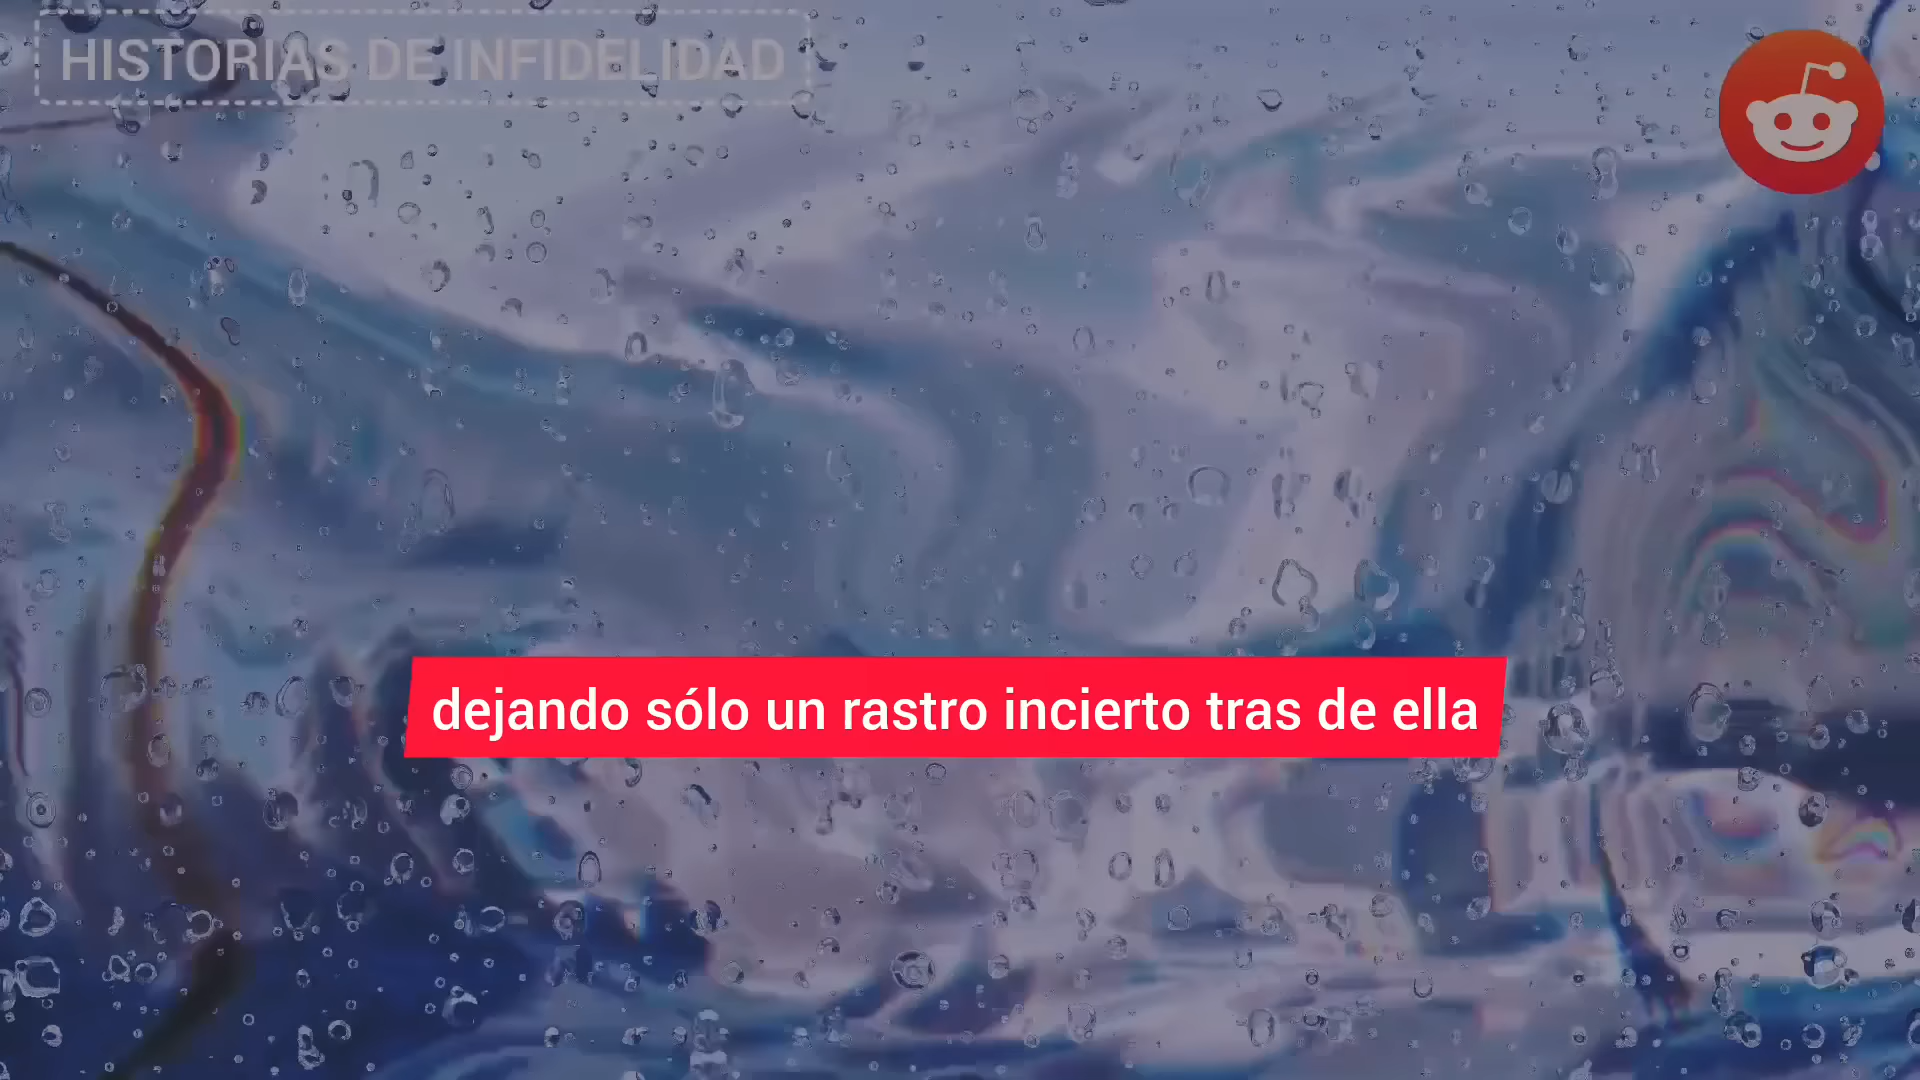 HISTORIAS DE INFIDELIDAD
dejando sólo un rastro incierto tras de ella